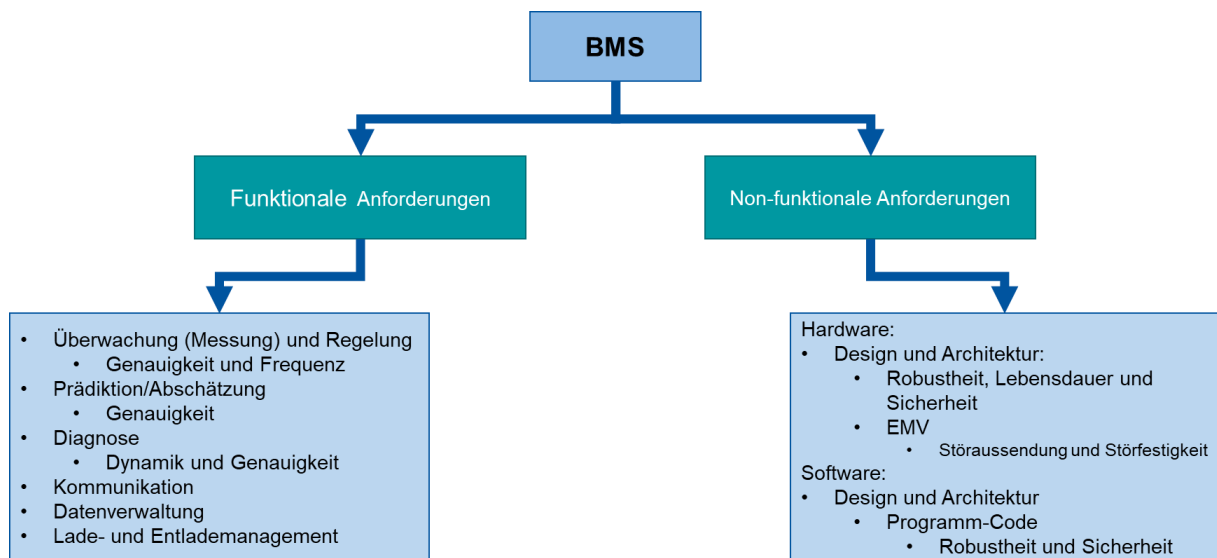 BMS
Funktionale Anforderungen
Non-funktionale Anforderungen
• Überwachung (Messung) und Regelung
• Genauigkeit und Frequenz
• Prädiktion/Abschätzung
• Genauigkeit
• Diagnose
• Dynamik und Genauigkeit
• Kommunikation
• Datenverwaltung
• Lade- und Entlademanagement
Hardware:
• Design und Architektur:
• Robustheit, Lebensdauer und
Sicherheit
• EMV
• Störaussendung und Störfestigkeit
Software:
• Design und Architektur
• Programm-Code
• Robustheit und Sicherheit